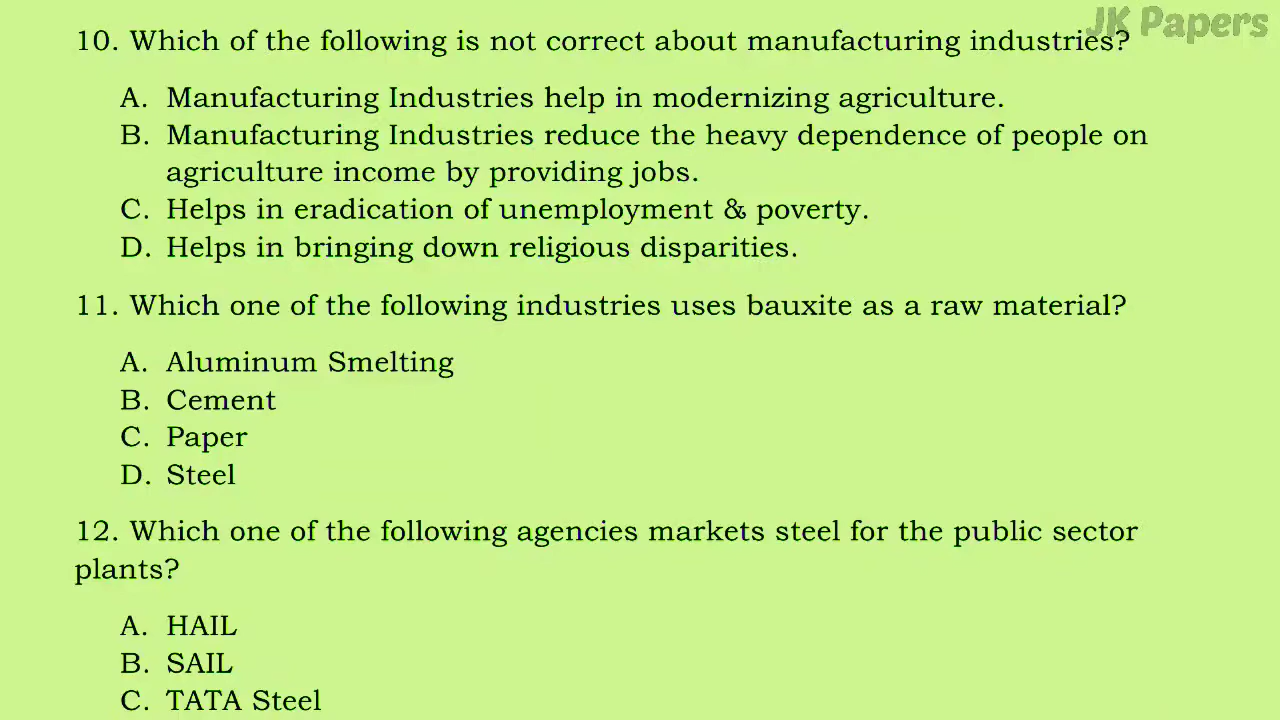 JK Papers
10. Which of the following is not correct about manufacturing industries?
A. Manufacturing Industries help in modernizing agriculture.
B. Manufacturing Industries reduce the heavy dependence of people on
agriculture income by providing jobs.
C. Helps in eradication of unemployment & poverty.
D. Helps in bringing down religious disparities.
11. Which one of the following industries uses bauxite as a raw material?
A. Aluminum Smelting
B. Cement
C. Paper
D. Steel
12. Which one of the following agencies markets steel for the public sector
plants?
A. HAIL
B. SAIL
C. TATA Steel